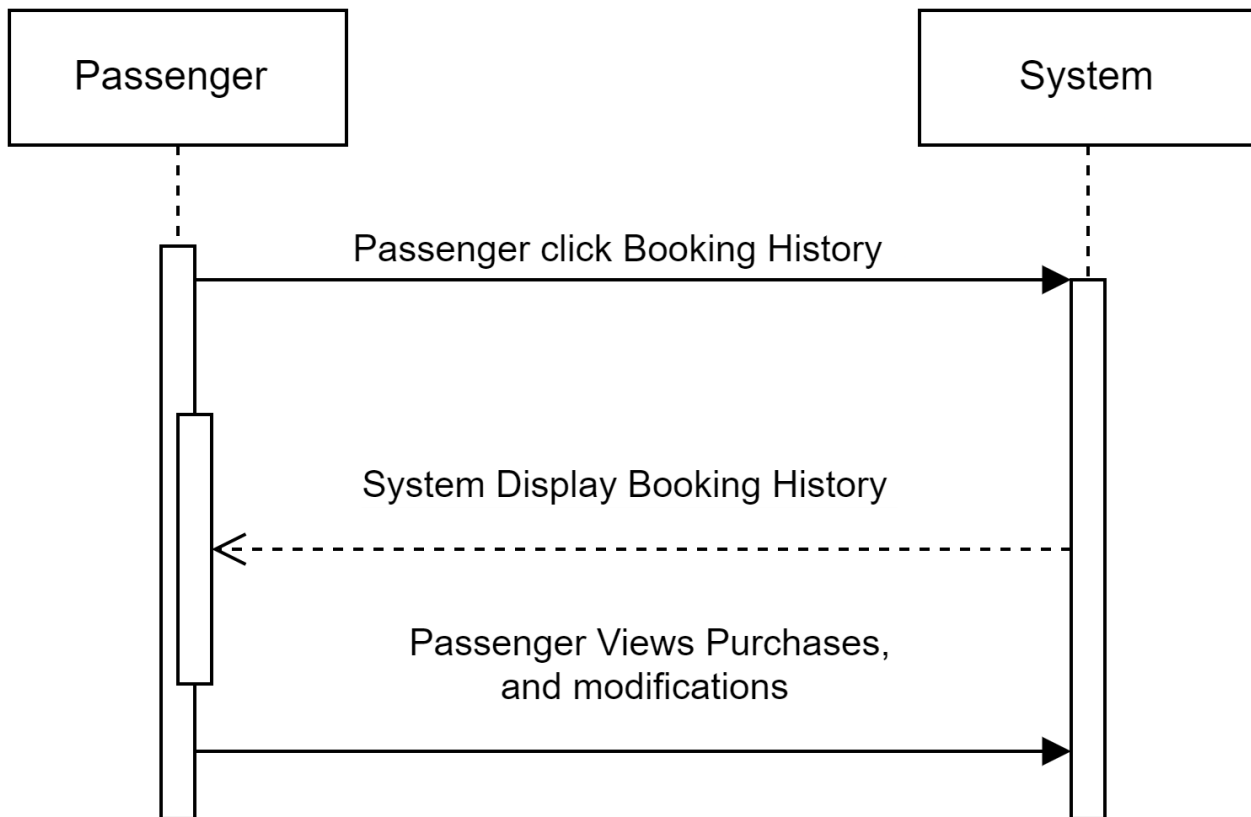 Passenger
System
Passenger click Booking History
System Display Booking History
Passenger Views Purchases,
and modifications